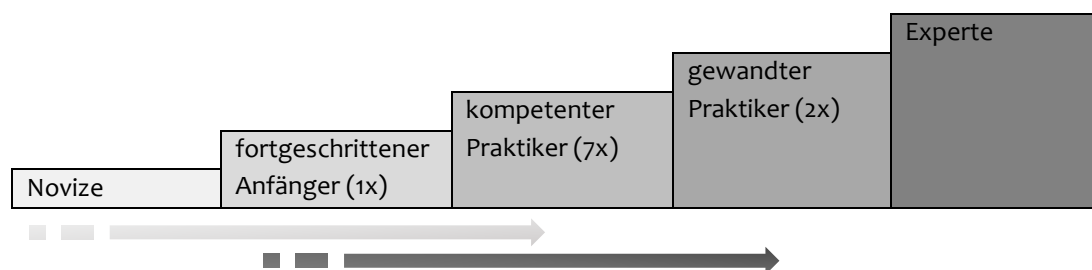 Novize
fortgeschrittener
Anfänger (1x)
kompetenter
Praktiker (7x)
gewandter
Praktiker (2x)
Experte